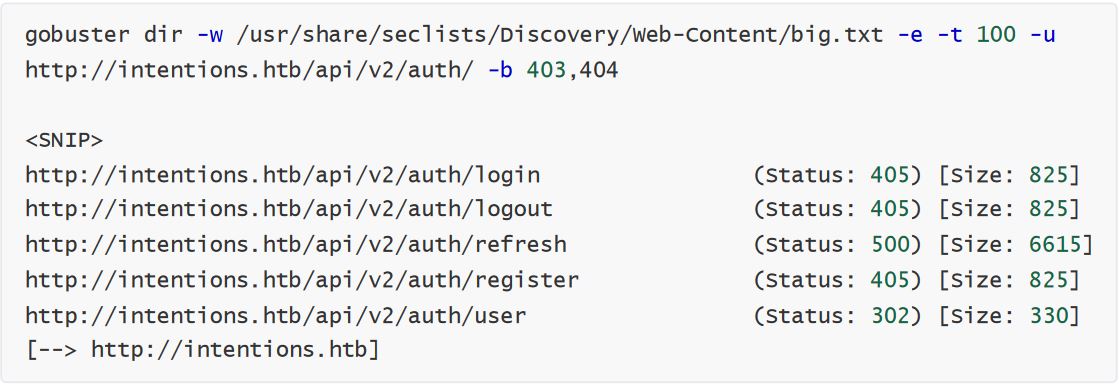 gobuster dir -w /usr/share/seclists/Discovery/Web-Content/big.txt -e -t 100 -u
http://intentions.htb/api/v2/auth/ -b 403,404
<SNIP>
http://intentions.htb/api/v2/auth/login (Status: 405) [Size: 825]
http://intentions.htb/api/v2/auth/logout (Status: 405) [Size: 825]
http://intentions.htb/api/v2/auth/refresh (Status: 500) [Size: 6615]
http://intentions.htb/api/v2/auth/register (Status: 405) [Size: 825]
http://intentions.htb/api/v2/auth/user (Status: 302) [Size: 330]
[--> http://intentions.htb]